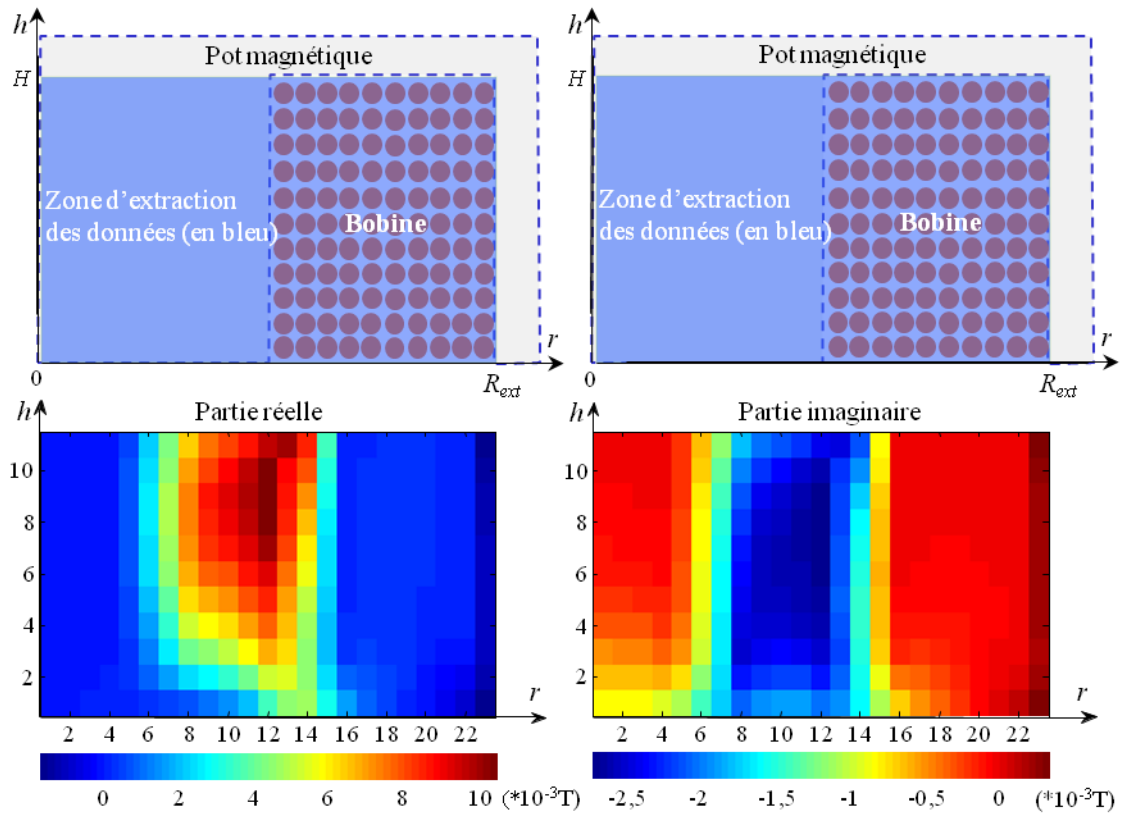 h
Pot magnétique
H
Zone d'extraction
des données (en bleu)
Bobine
r
0
R_ext
h
Pot magnétique
H
Zone d'extraction
des données (en bleu)
Bobine
r
0
R_ext
h
Partie réelle
10
8
6
4
2
r
2 4 6 8 10 12 14 16 18 20 22
0 2 4 6 8 10 (*10⁻³T)
h
Partie imaginaire
10
8
6
4
2
r
2 4 6 8 10 12 14 16 18 20 22
-2,5 -2 -1,5 -1 -0,5 0 (*10⁻³T)